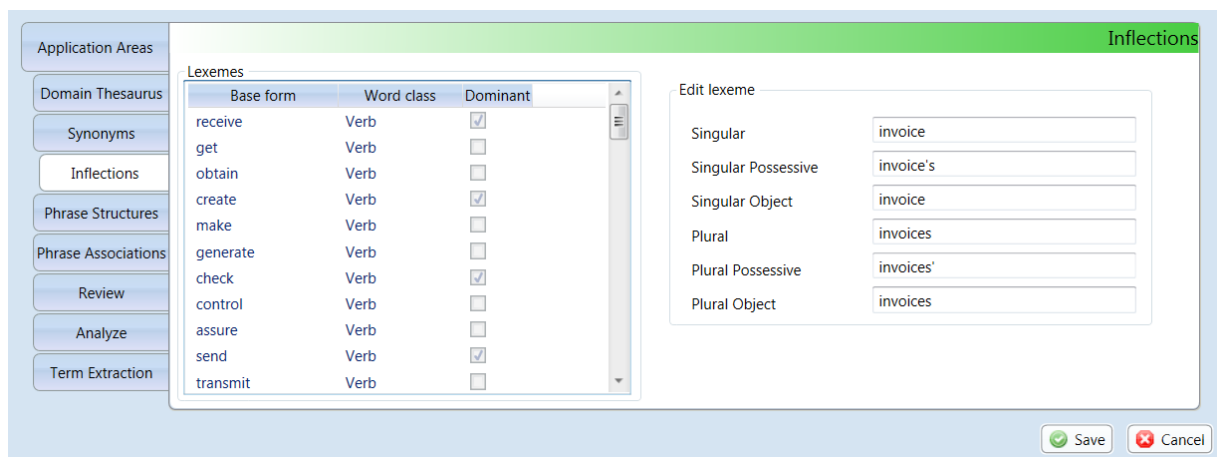 Inflections
Application Areas
Domain Thesaurus
Synonyms
Inflections
Phrase Structures
Phrase Associations
Review
Analyze
Term Extraction
Lexemes
Base form Word class Dominant
receive Verb
get Verb
obtain Verb
create Verb
make Verb
generate Verb
check Verb
control Verb
assure Verb
send Verb
transmit Verb
Edit lexeme
Singular invoice
Singular Possessive invoice's
Singular Object invoice
Plural invoices
Plural Possessive invoices'
Plural Object invoices
Save Cancel